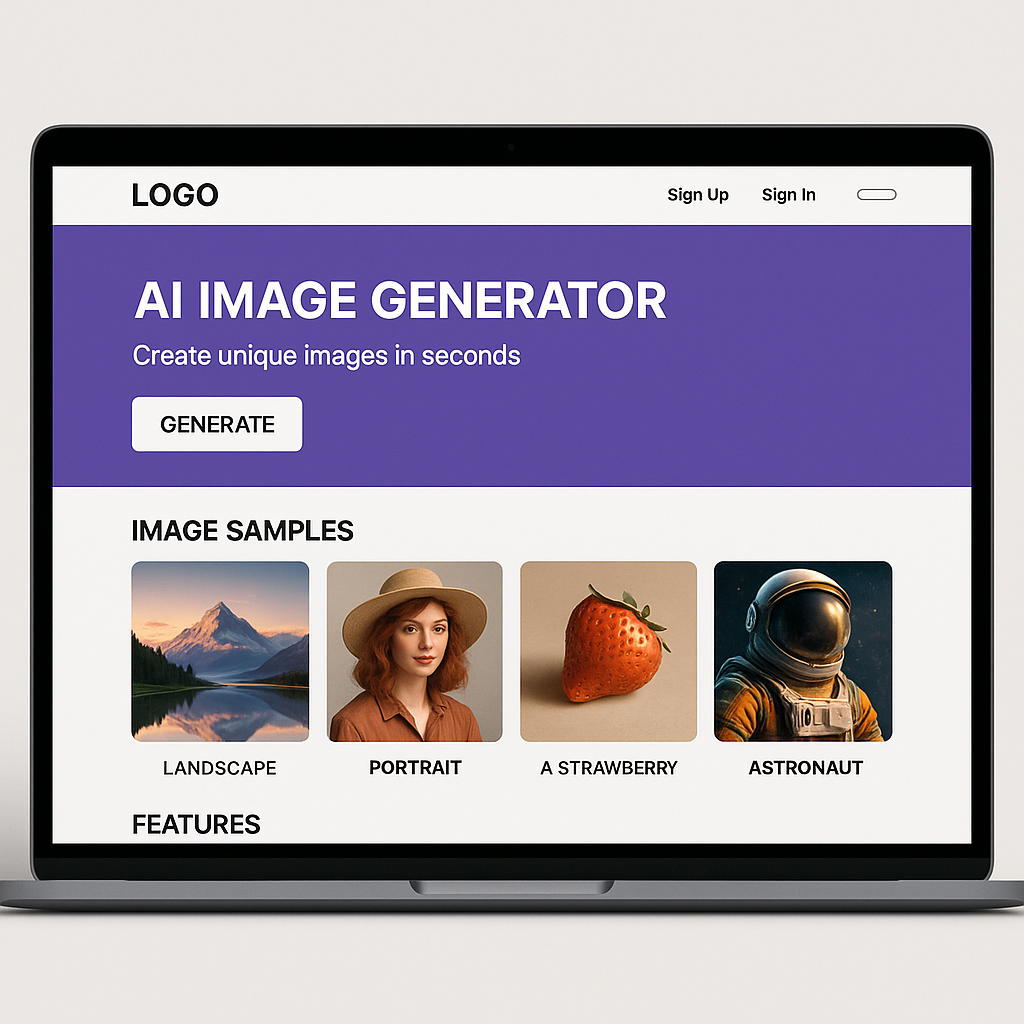 LOGO
Sign Up Sign In
AI IMAGE GENERATOR
Create unique images in seconds
GENERATE
IMAGE SAMPLES
LANDSCAPE PORTRAIT A STRAWBERRY ASTRONAUT
FEATURES